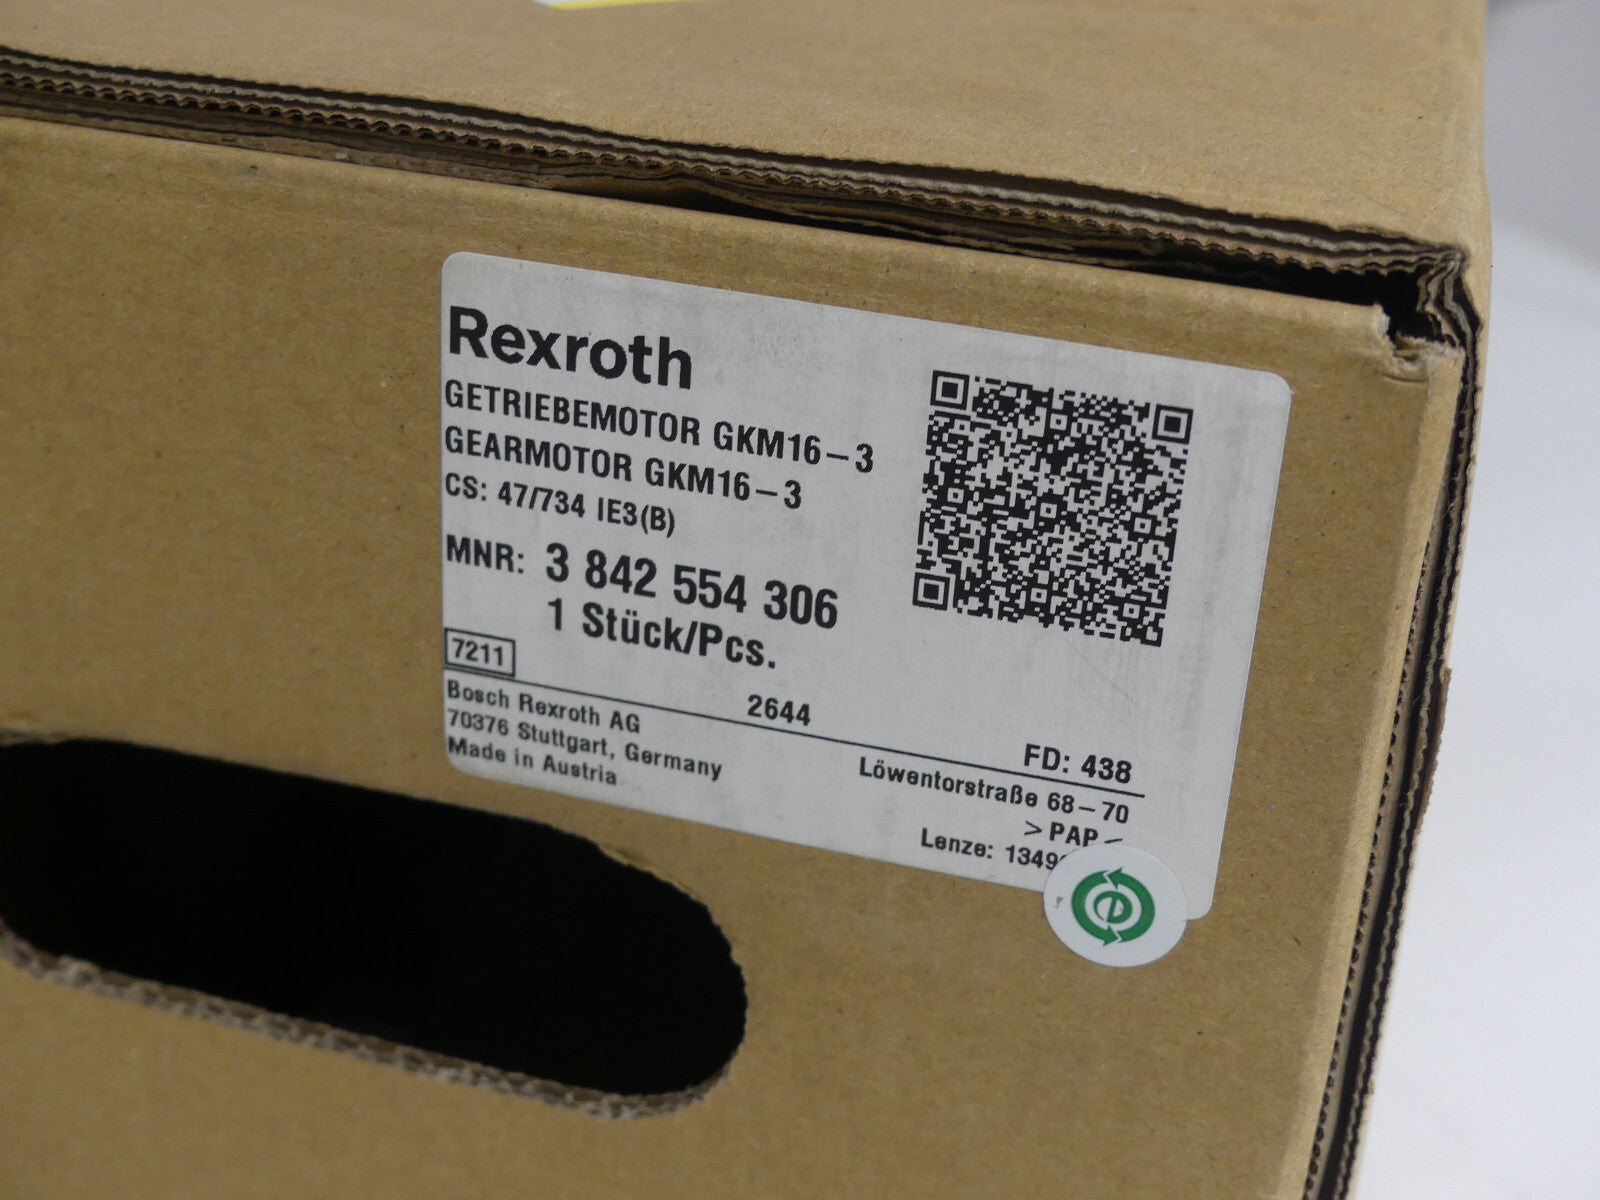 Rexroth
GETRIEBEMOTOR GKM16-3
GEARMOTOR GKM16-3
CS: 47/734 IE3(B)
MNR: 3 842 554 306
1 Stück/Pcs.
7211
2644
FD: 438
Bosch Rexroth AG
Löwentorstraße 68-70
70376 Stuttgart, Germany
>PAP<
Made in Austria
Lenze:
e